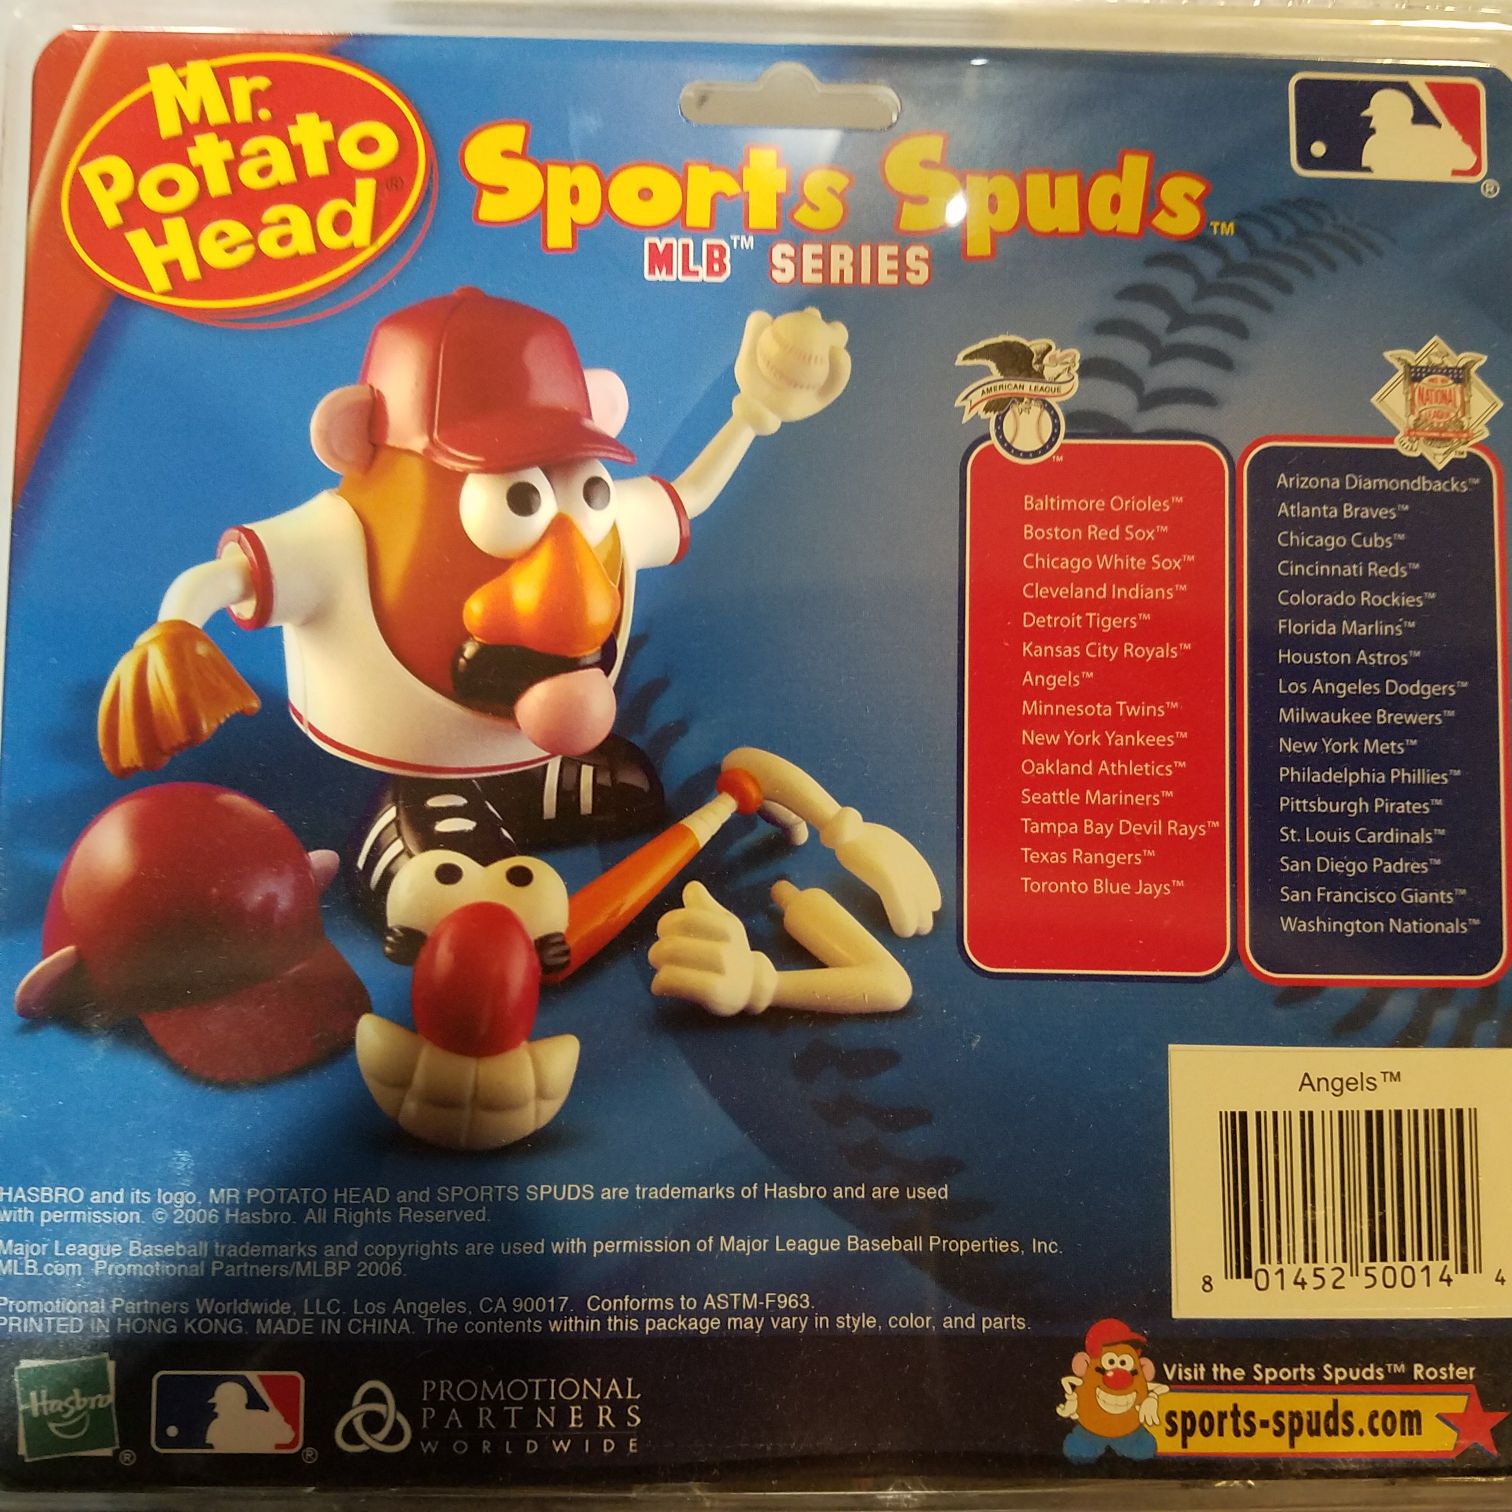 Mr.
Potato
Head®
Sports Spuds™
MLB™ SERIES
®
AMERICAN LEAGUE
™
Baltimore Orioles™
Boston Red Sox™
Chicago White Sox™
Cleveland Indians™
Detroit Tigers™
Kansas City Royals™
Angels™
Minnesota Twins™
New York Yankees™
Oakland Athletics™
Seattle Mariners™
Tampa Bay Devil Rays™
Texas Rangers™
Toronto Blue Jays™
NATIONAL
LEAGUE
™
Arizona Diamondbacks™
Atlanta Braves™
Chicago Cubs™
Cincinnati Reds™
Colorado Rockies™
Florida Marlins™
Houston Astros™
Los Angeles Dodgers™
Milwaukee Brewers™
New York Mets™
Philadelphia Phillies™
Pittsburgh Pirates™
St. Louis Cardinals™
San Diego Padres™
San Francisco Giants™
Washington Nationals™
Angels™
8 01452 50014 4
HASBRO and its logo, MR POTATO HEAD and SPORTS SPUDS are trademarks of Hasbro and are used
with permission. © 2006 Hasbro. All Rights Reserved.
Major League Baseball trademarks and copyrights are used with permission of Major League Baseball Properties, Inc.
MLB.com Promotional Partners/MLBP 2006.
Promotional Partners Worldwide, LLC. Los Angeles, CA 90017. Conforms to ASTM-F963.
PRINTED IN HONG KONG. MADE IN CHINA. The contents within this package may vary in style, color, and parts.
Hasbro
®
®
PROMOTIONAL
PARTNERS
WORLDWIDE
Visit the Sports Spuds™ Roster
sports-spuds.com